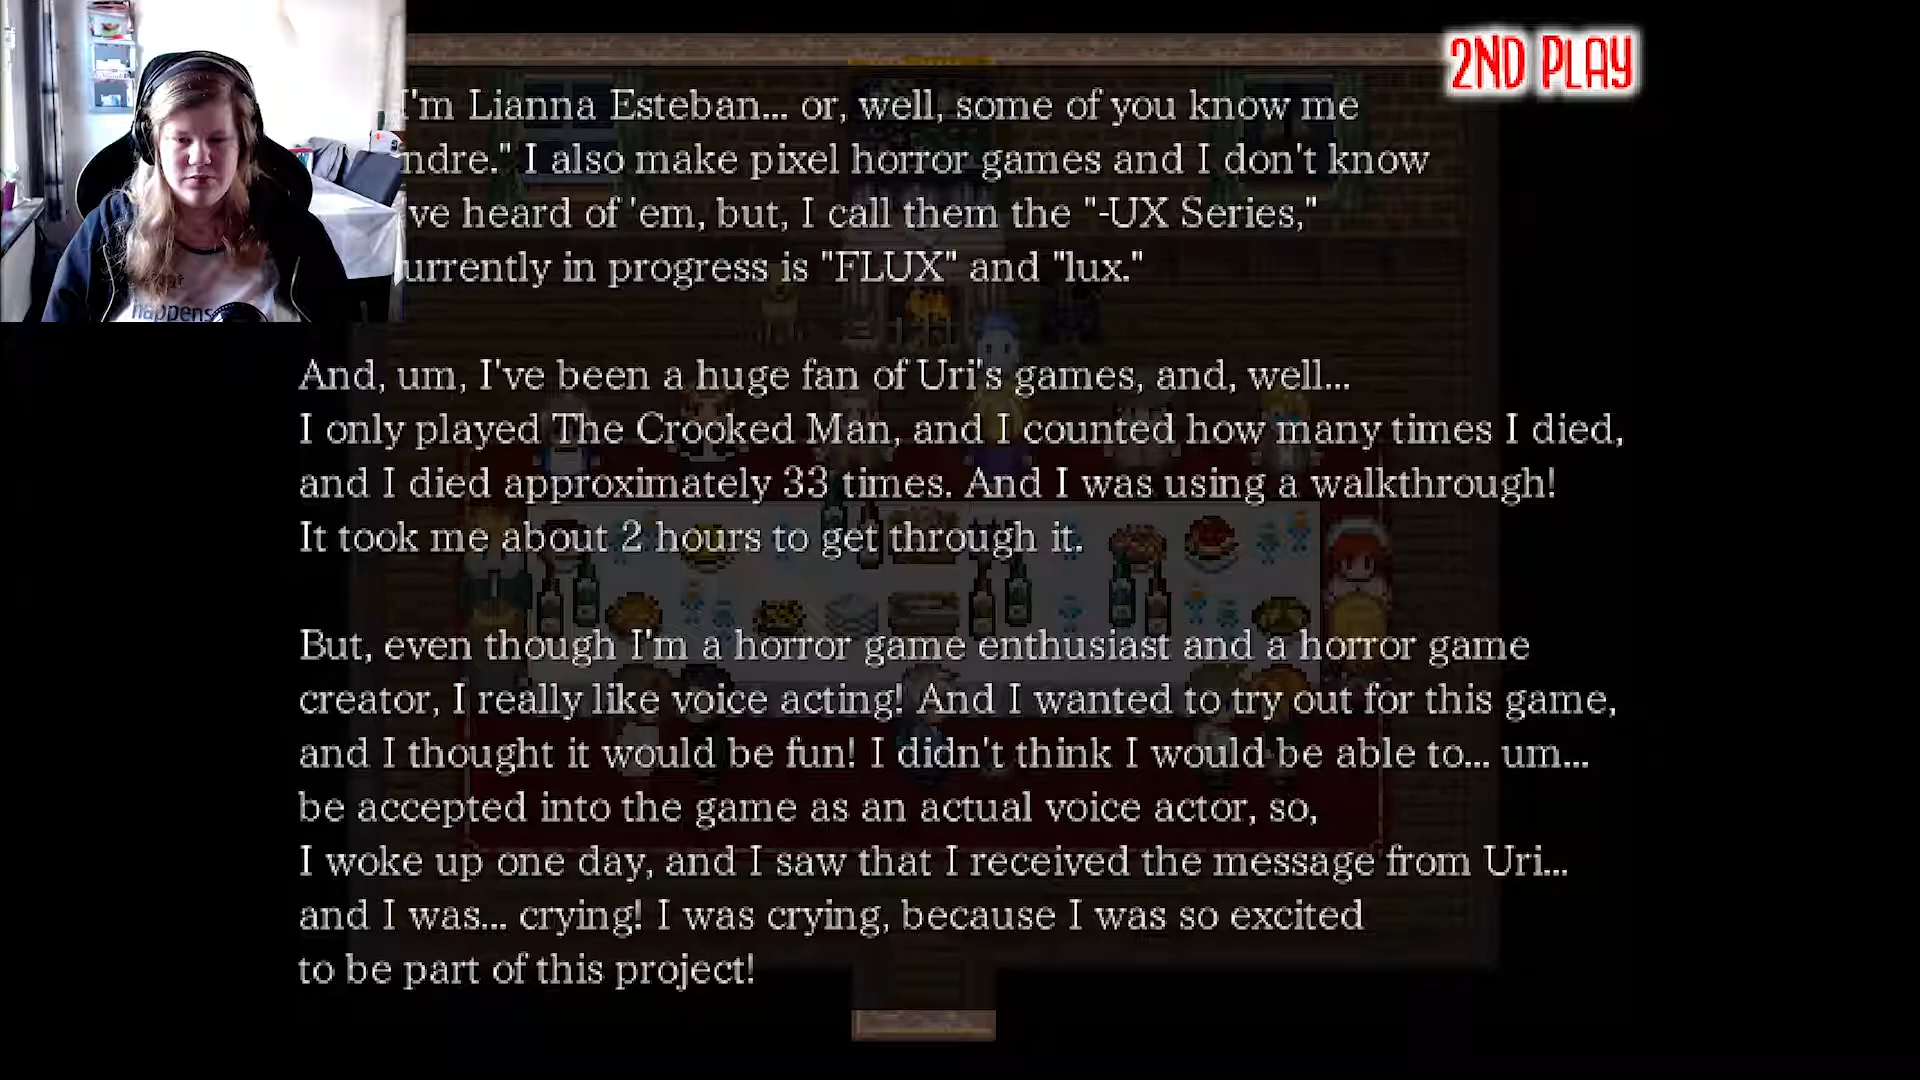 2ND PLAY
I'm Lianna Esteban... or, well, some of you know me
ndre." I also make pixel horror games and I don't know
ve heard of 'em, but, I call them the "-UX Series,"
urrently in progress is "FLUX" and "lux."
And, um, I've been a huge fan of Uri's games, and, well...
I only played The Crooked Man, and I counted how many times I died,
and I died approximately 33 times. And I was using a walkthrough!
It took me about 2 hours to get through it.
But, even though I'm a horror game enthusiast and a horror game
creator, I really like voice acting! And I wanted to try out for this game,
and I thought it would be fun! I didn't think I would be able to... um...
be accepted into the game as an actual voice actor, so,
I woke up one day, and I saw that I received the message from Uri...
and I was... crying! I was crying, because I was so excited
to be part of this project!
happens